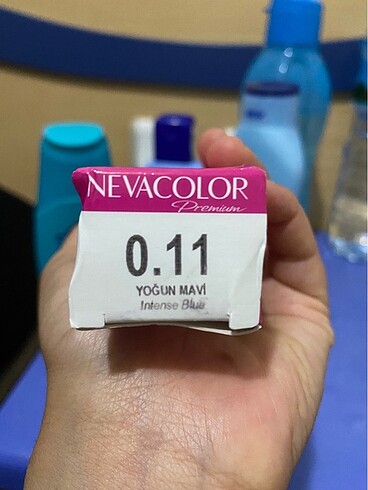 NEVACOLOR
Premium
0.11
YOĞUN MAVİ
Intense Blue